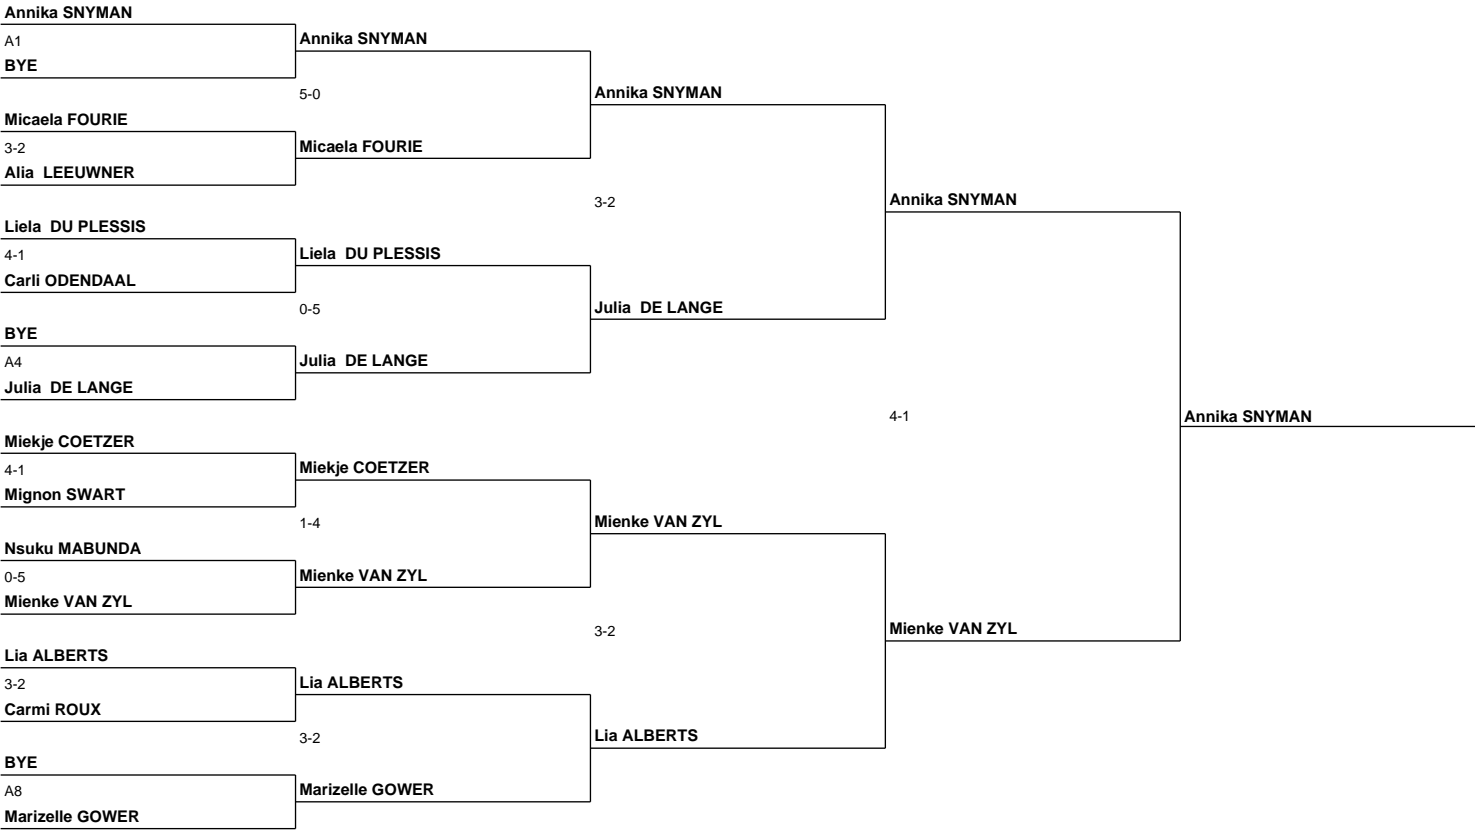 Annika SNYMAN
A1
BYE
Micaela FOURIE
3-2
Alia  LEEUWNER
Liela  DU PLESSIS
4-1
Carli ODENDAAL
BYE
A4
Julia  DE LANGE
Miekje COETZER
4-1
Mignon SWART
Nsuku MABUNDA
0-5
Mienke VAN ZYL
Lia ALBERTS
3-2
Carmi ROUX
BYE
A8
Marizelle GOWER
Annika SNYMAN
5-0
Micaela FOURIE
Liela  DU PLESSIS
0-5
Julia  DE LANGE
Miekje COETZER
1-4
Mienke VAN ZYL
Lia ALBERTS
3-2
Marizelle GOWER
Annika SNYMAN
3-2
Julia  DE LANGE
Mienke VAN ZYL
3-2
Lia ALBERTS
Annika SNYMAN
4-1
Mienke VAN ZYL
Annika SNYMAN